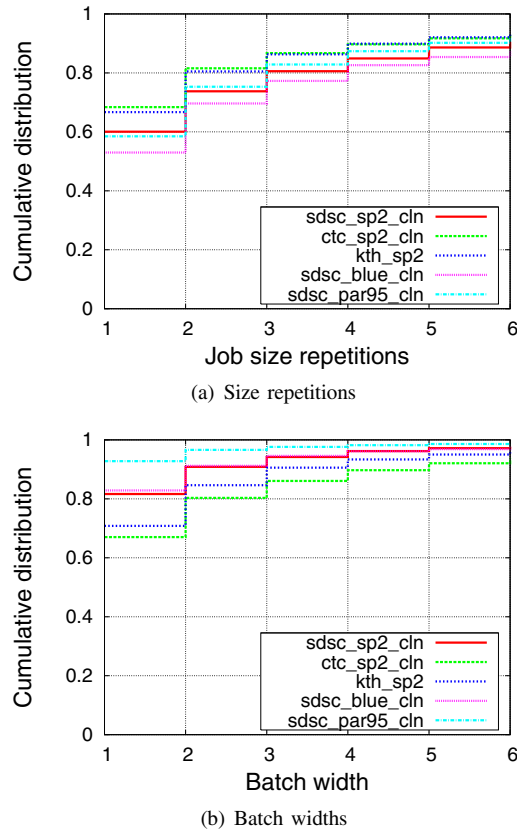 1
0.8
0.6
0.4
0.2
0
Cumulative distribution
sdsc_sp2_cln
ctc_sp2_cln
kth_sp2
sdsc_blue_cln
sdsc_par95_cln
1 2 3 4 5 6
Job size repetitions
(a) Size repetitions
1
0.8
0.6
0.4
0.2
0
Cumulative distribution
sdsc_sp2_cln
ctc_sp2_cln
kth_sp2
sdsc_blue_cln
sdsc_par95_cln
1 2 3 4 5 6
Batch width
(b) Batch widths